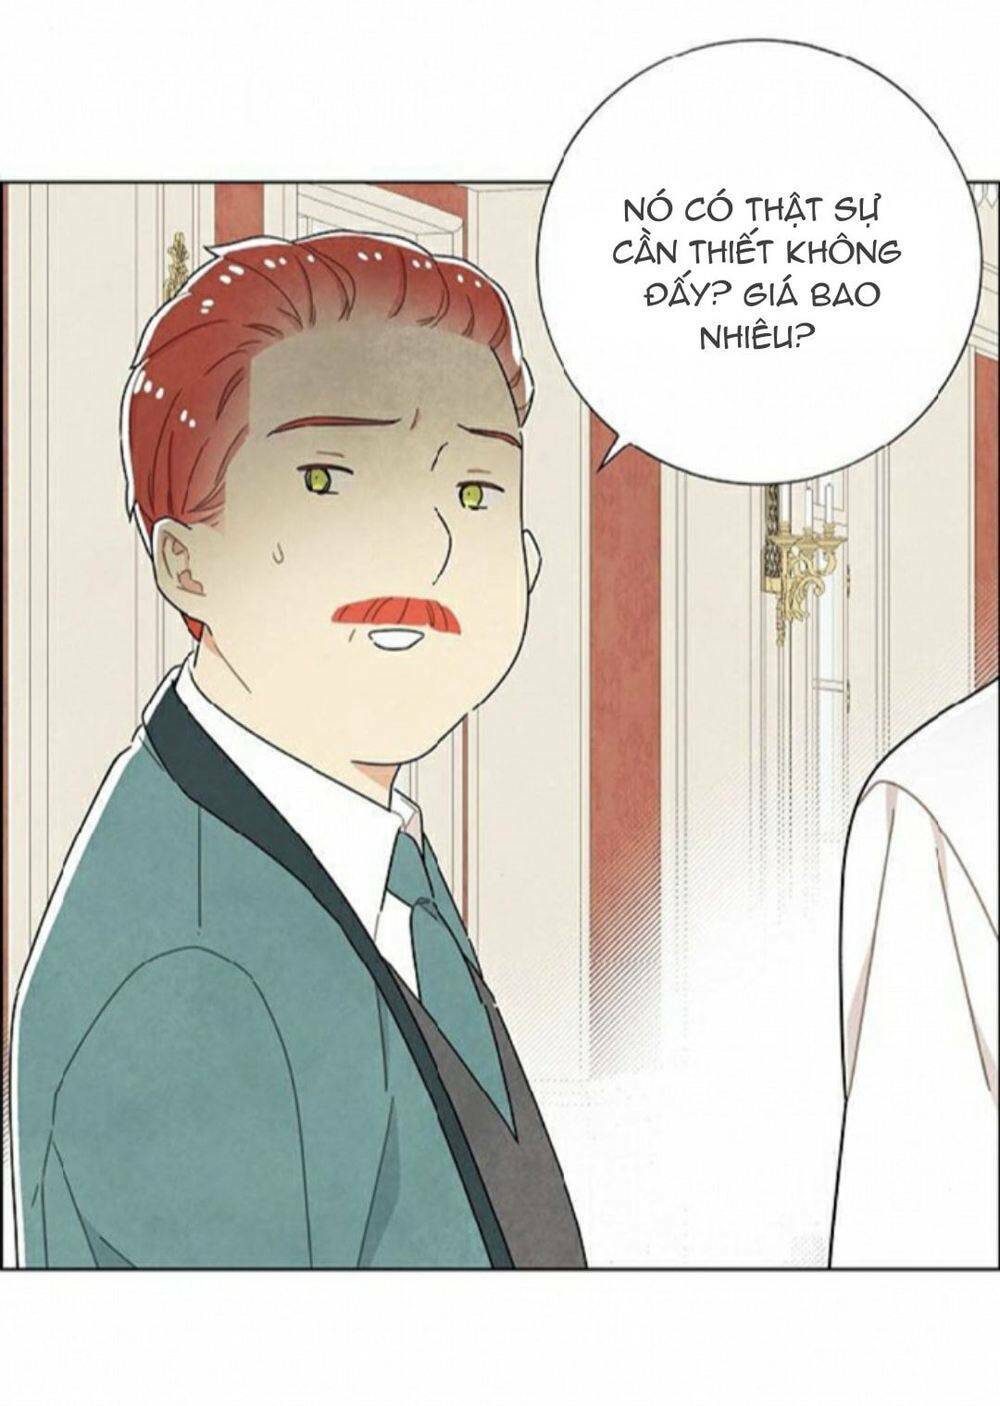 NÓ CÓ THẬT SỰ
CẦN THIẾT KHÔNG
ĐẤY? GIÁ BAO
NHIÊU?